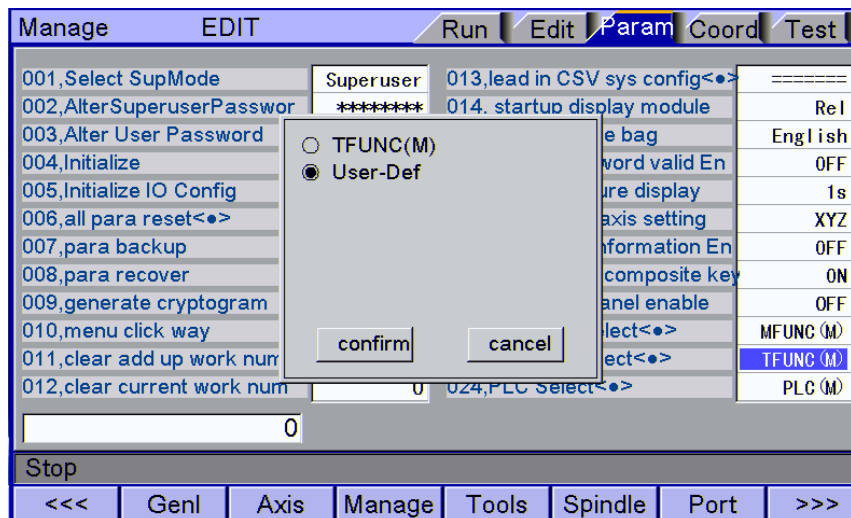 Manage EDIT Run Edit Param Coord Test
001,Select SupMode Superuser 013,lead in CSV sys config<●> =======
002,AlterSuperuserPasswor ******** 014. startup display module Rel
003,Alter User Password e bag English
004,Initialize word valid En OFF
005,Initialize IO Config ure display 1s
006,all para reset<●> axis setting XYZ
007,para backup nformation En OFF
008,para recover composite key ON
009,generate cryptogram anel enable OFF
010,menu click way lect<●> MFUNC(M)
011,clear add up work num ect<●> TFUNC(M)
012,clear current work num 0 024,PLC Select<●> PLC(M)
TFUNC(M)
User-Def
confirm cancel
0
Stop
<<< Genl Axis Manage Tools Spindle Port >>>